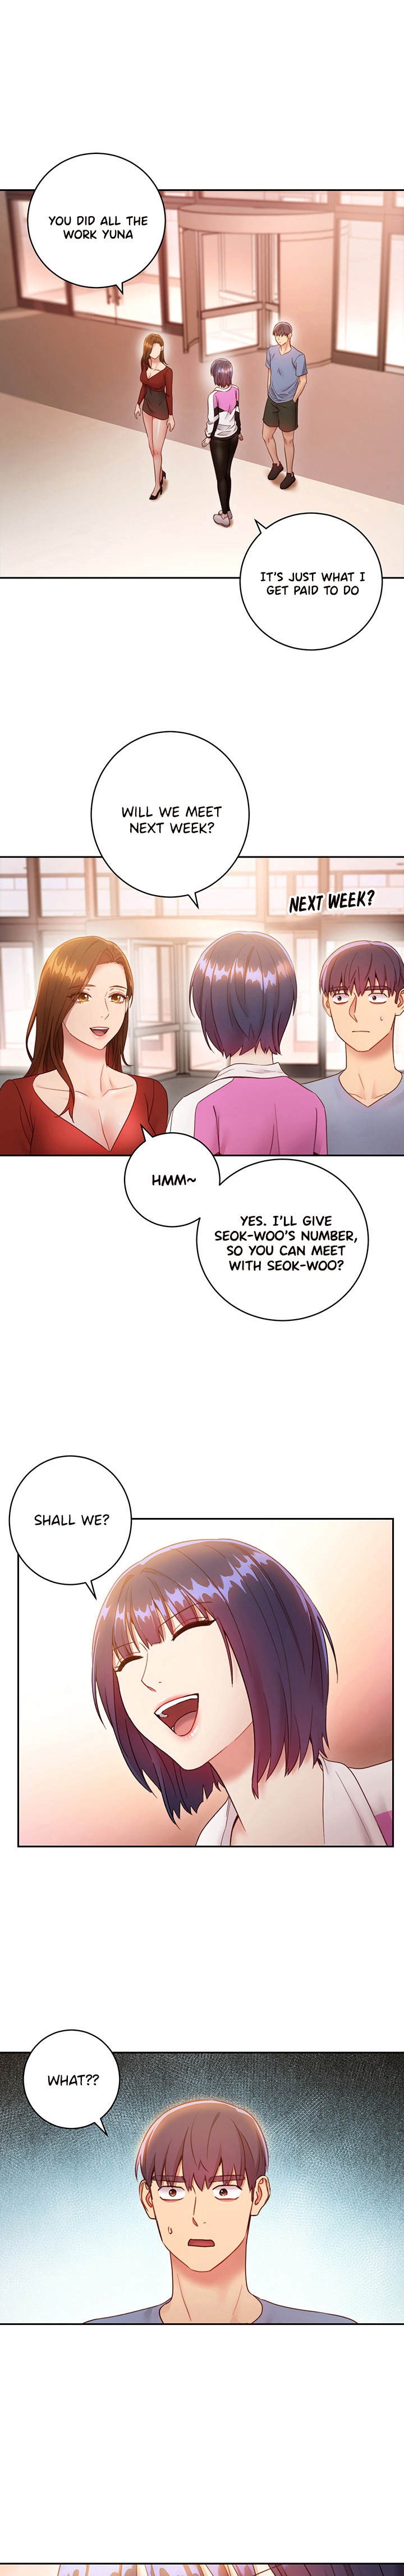 YOU DID ALL THE
WORK YUNA
IT'S JUST WHAT I
GET PAID TO DO
WILL WE MEET
NEXT WEEK?
NEXT WEEK?
HMM~
YES. I'LL GIVE
SEOK-WOO'S NUMBER,
SO YOU CAN MEET
WITH SEOK-WOO?
SHALL WE?
WHAT??